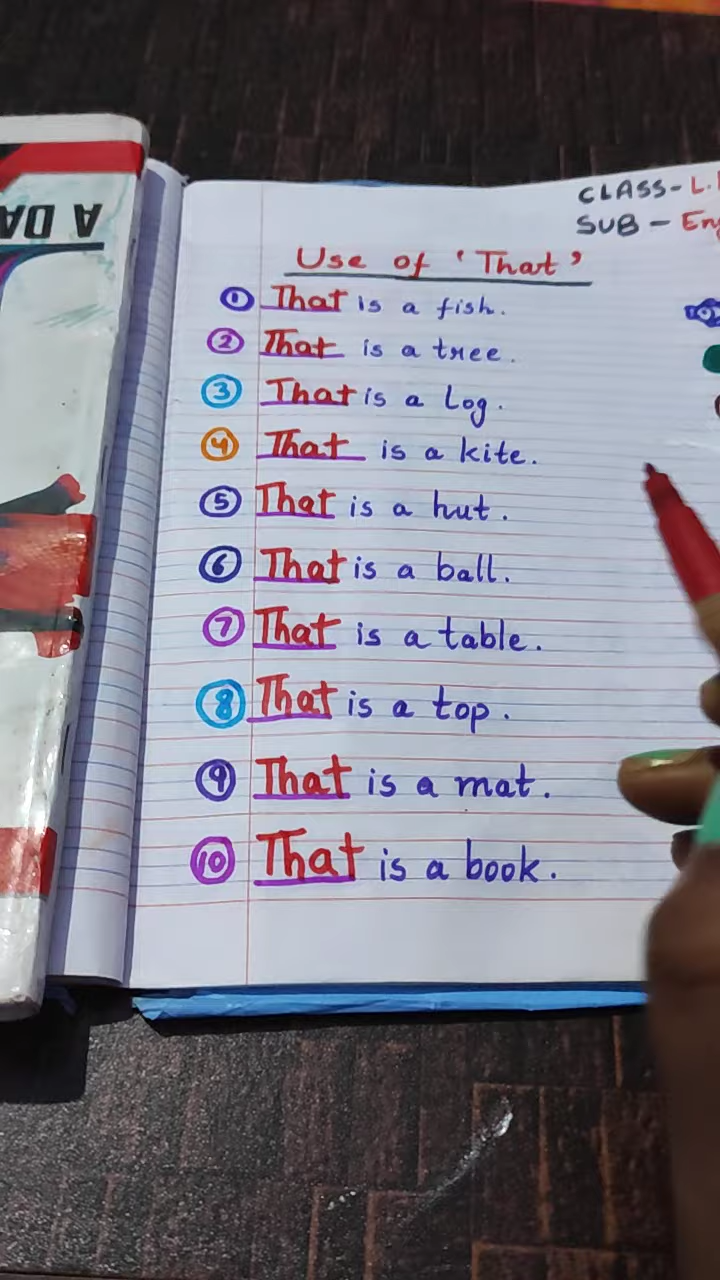 CLASS- L.
SUB - Eng
Use of 'That'
① That is a fish.
② That is a tree.
③ That is a Log.
④ That is a kite.
⑤ That is a hut.
⑥ That is a ball.
⑦ That is a table.
⑧ That is a top.
⑨ That is a mat.
⑩ That is a book.
A DA